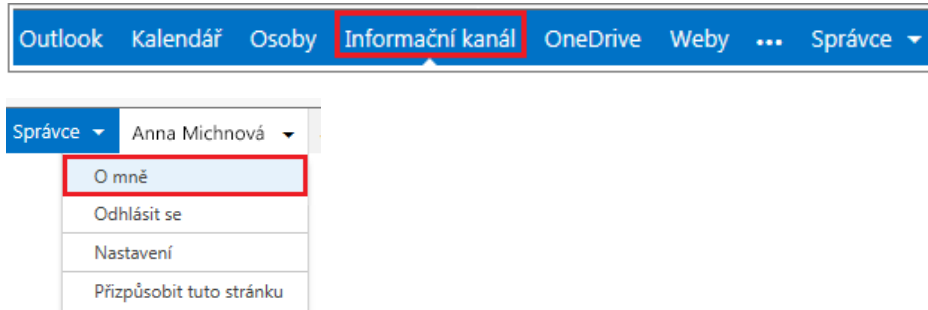 Outlook Kalendář Osoby Informační kanál OneDrive Weby ••• Správce
Správce Anna Michnová
O mně
Odhlásit se
Nastavení
Přizpůsobit tuto stránku